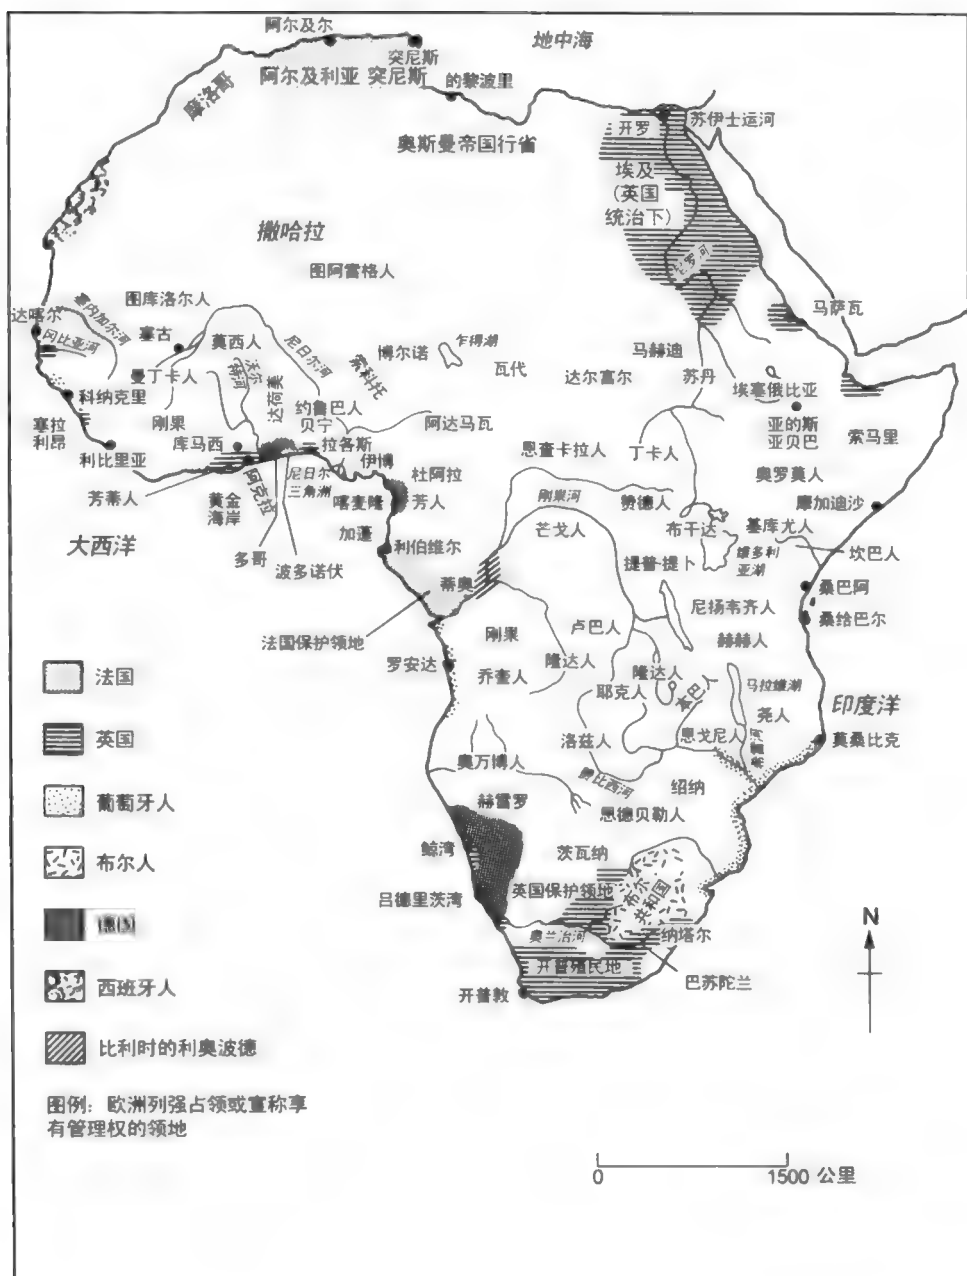 阿尔及尔
地中海
突尼斯
阿尔及利亚 突尼斯
的黎波里
摩洛哥
开罗
苏伊士运河
奥斯曼帝国行省
埃及
(英国
统治下)
撒哈拉
尼罗河
图阿雷格人
图库洛尔人
马萨瓦
达喀尔
塞内加尔河
冈比亚河
塞古
莫西人
尼日尔河
博尔诺
乍得湖
瓦代
马赫迪
苏丹
达尔富尔
埃塞俄比亚
曼丁卡人
沃尔
特河
达荷美
索科托
科纳克里
约鲁巴人
贝宁
阿达马瓦
亚的斯
亚贝巴
塞拉
利昂
刚果
库马西
拉各斯
索马里
利比里亚
伊博
恩查卡拉人
丁卡人
杜阿拉
奥罗莫人
芳蒂人
黄金
海岸
阿克拉
尼日尔
三角洲
喀麦隆
芳人
刚果河
赞德人
摩加迪沙
大西洋
加蓬
芒戈人
布干达
基库尤人
多哥
利伯维尔
提普·提卜
维多利
亚湖
坎巴人
波多诺伏
蒂奥
桑巴阿
尼扬韦齐人
桑给巴尔
法国保护领地
刚果
卢巴人
赫赫人
罗安达
隆达人
隆达人
乔奎人
耶克人
本巴人
马拉维湖
尧人
印度洋
洛兹人
恩戈尼人
希雷河
莫桑比克
奥万博人
赞比西河
绍纳
赫雷罗
恩德贝勒人
鲸湾
茨瓦纳
吕德里茨湾
英国保护领地
布尔
共和国
奥兰治河
纳塔尔
开普殖民地
巴苏陀兰
开普敦
N
法国
英国
葡萄牙人
布尔人
德国
西班牙人
比利时的利奥波德
图例：欧洲列强占领或宣称享
有管理权的领地
0 1500 公里